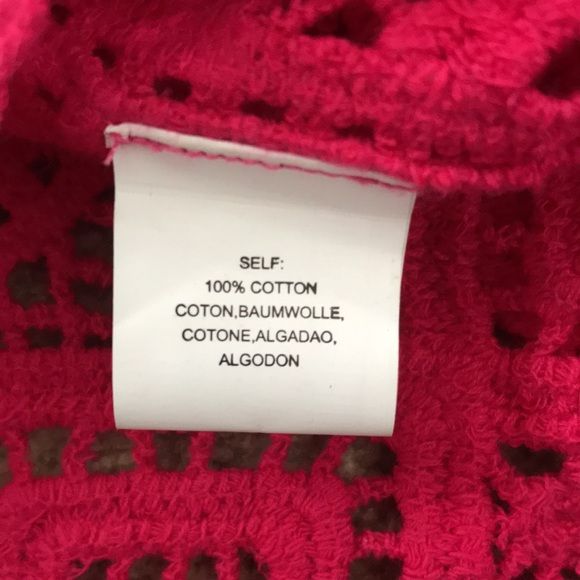 SELF:
100% COTTON
COTON,BAUMWOLLE,
COTONE,ALGADAO,
ALGODON